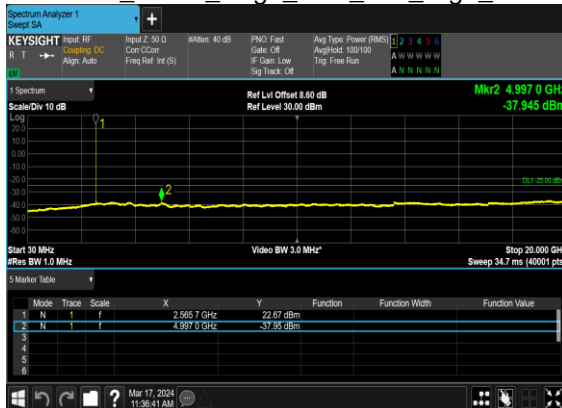 Spectrum Analyzer 1
Swept SA
+
KEYSIGHT Input: RF Input Z: 50 Ω #Atten: 40 dB PNO: Fast Avg Type: Power (RMS) 1 2 3 4 5 6
R T Coupling: DC Corr CCorr Gate: Off Avg|Hold: 100/100 A W W W W W
Align: Auto Freq Ref: Int (S) IF Gain: Low Trig: Free Run
LXI Sig Track: Off A N N N N N
1 Spectrum Ref Lvl Offset 8.60 dB Mkr2 4.997 0 GHz
Scale/Div 10 dB Ref Level 30.00 dBm -37.945 dBm
Log
1
20.0
10.0
0.00
-10.0
-20.0
DL1 -25.00 dBm
-30.0
2
-40.0
-50.0
-60.0
Start 30 MHz Video BW 3.0 MHz* Stop 20.000 GHz
#Res BW 1.0 MHz Sweep 34.7 ms (40001 pts)
5 Marker Table
Mode Trace Scale X Y Function Function Width Function Value
1 N 1 f 2.565 7 GHz 22.67 dBm
2 N 1 f 4.997 0 GHz -37.95 dBm
3
4
5
6
? Mar 17, 2024
11:36:41 AM